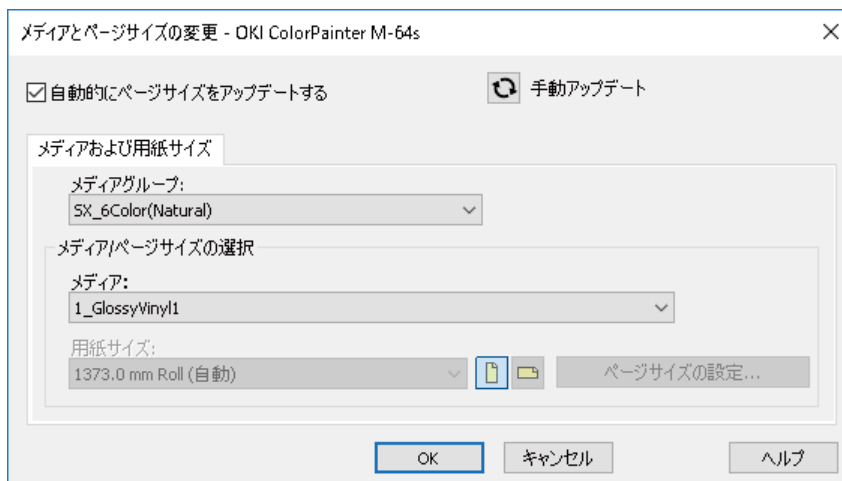 メディアとページサイズの変更 - OKI ColorPainter M-64s
自動的にページサイズをアップデートする
手動アップデート
メディアおよび用紙サイズ
メディアグループ:
SX_6Color(Natural)
メディア/ページサイズの選択
メディア:
1_GlossyVinyl1
用紙サイズ:
1373.0 mm Roll (自動)
ページサイズの設定...
OK
キャンセル
ヘルプ